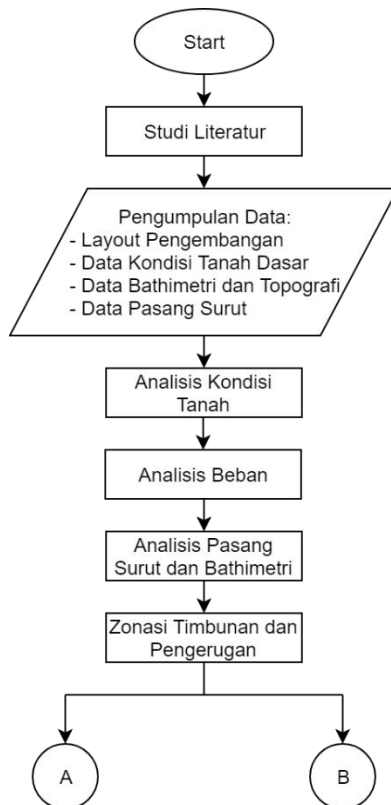 Start
Studi Literatur
Pengumpulan Data:
- Layout Pengembangan
- Data Kondisi Tanah Dasar
- Data Bathimetri dan Topografi
- Data Pasang Surut
Analisis Kondisi
Tanah
Analisis Beban
Analisis Pasang
Surut dan Bathimetri
Zonasi Timbunan dan
Pengerugan
A
B